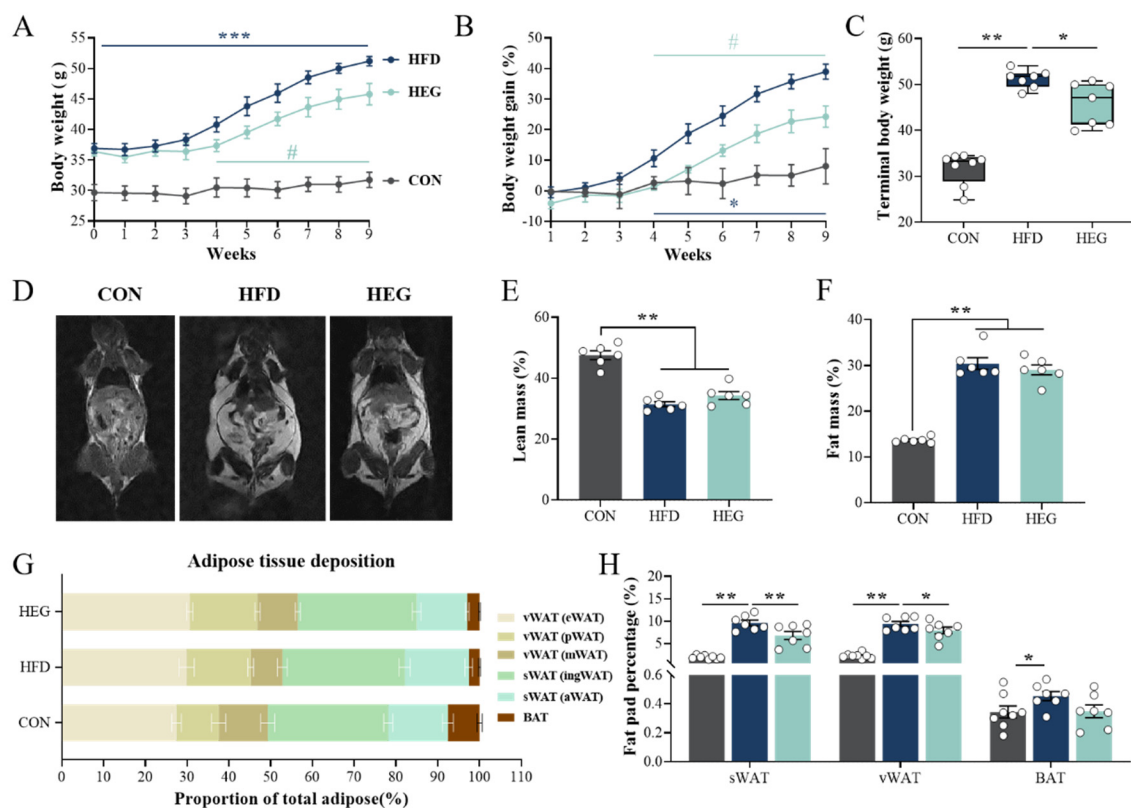 A
Body weight (g)
55
50
45
40
35
30
25
***
#
HFD
HEG
CON
0 1 2 3 4 5 6 7 8 9
Weeks
B
Body weight gain (%)
50
40
30
20
10
0
-10
#
*
1 2 3 4 5 6 7 8 9
Weeks
C
Terminal body weight (g)
60
50
40
30
20
** *
CON HFD HEG
D
CON HFD HEG
E
Lean mass (%)
60
40
20
0
**
CON HFD HEG
F
Fat mass (%)
40
30
20
10
0
**
CON HFD HEG
G
Adipose tissue deposition
HEG
HFD
CON
0 10 20 30 40 50 60 70 80 90 100 110
Proportion of total adipose(%)
vWAT (eWAT)
vWAT (pWAT)
vWAT (mWAT)
sWAT (ingWAT)
sWAT (aWAT)
BAT
H
Fat pad percentage (%)
20
15
10
5
0.6
0.4
0.2
0.0
** ** ** * *
sWAT vWAT BAT